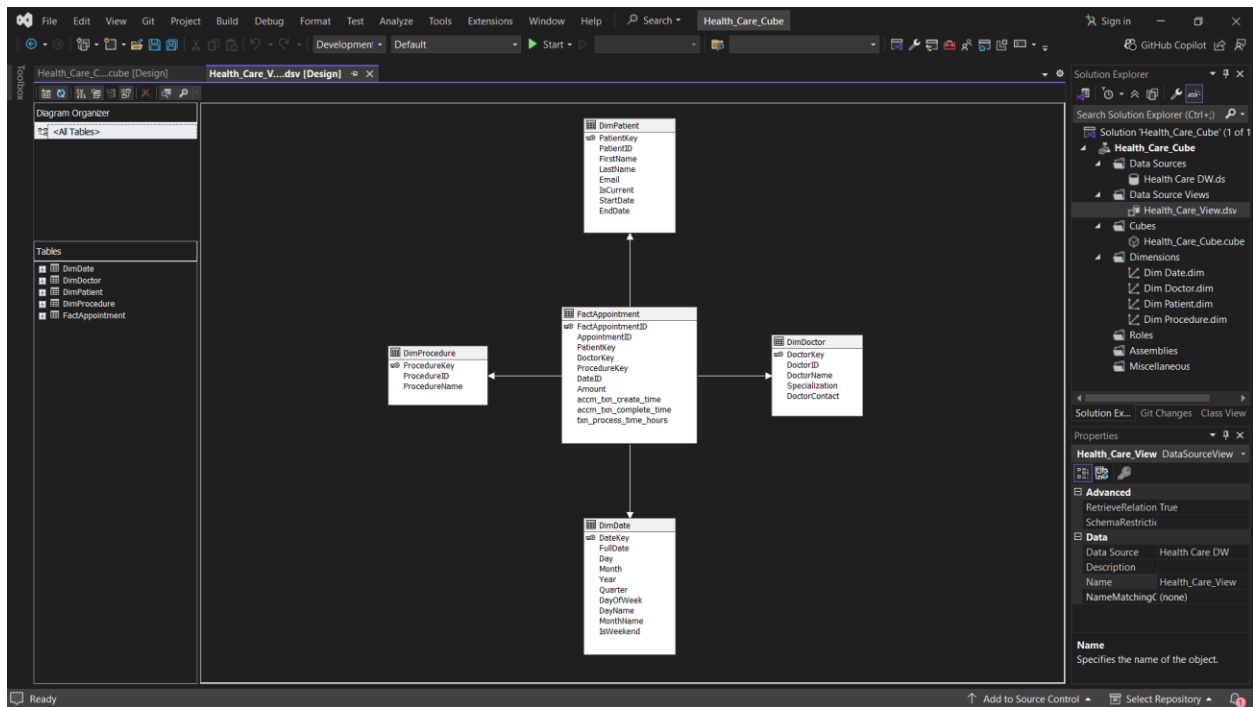 File Edit View Git Project Build Debug Format Test Analyze Tools Extensions Window Help Search Health_Care_Cube Sign in
Development Default Start GitHub Copilot
Toolbox
Health_Care_C...cube [Design] Health_Care_V....dsv [Design]
Diagram Organizer
<All Tables>
Tables
DimDate
DimDoctor
DimPatient
DimProcedure
FactAppointment
DimPatient
PatientKey
PatientID
FirstName
LastName
Email
IsCurrent
StartDate
EndDate
FactAppointment
FactAppointmentID
AppointmentID
PatientKey
DoctorKey
ProcedureKey
DateID
Amount
accm_txn_create_time
accm_txn_complete_time
txn_process_time_hours
DimProcedure
ProcedureKey
ProcedureID
ProcedureName
DimDoctor
DoctorKey
DoctorID
DoctorName
Specialization
DoctorContact
DimDate
DateKey
FullDate
Day
Month
Year
Quarter
DayOfWeek
DayName
MonthName
IsWeekend
Solution Explorer
Search Solution Explorer (Ctrl+;)
Solution 'Health_Care_Cube' (1 of 1
Health_Care_Cube
Data Sources
Health Care DW.ds
Data Source Views
Health_Care_View.dsv
Cubes
Health_Care_Cube.cube
Dimensions
Dim Date.dim
Dim Doctor.dim
Dim Patient.dim
Dim Procedure.dim
Roles
Assemblies
Miscellaneous
Solution Ex... Git Changes Class View
Properties
Health_Care_View DataSourceView
Advanced
RetrieveRelation True
SchemaRestrictic
Data
Data Source Health Care DW
Description
Name Health_Care_View
NameMatchingC (none)
Name
Specifies the name of the object.
Ready Add to Source Control Select Repository